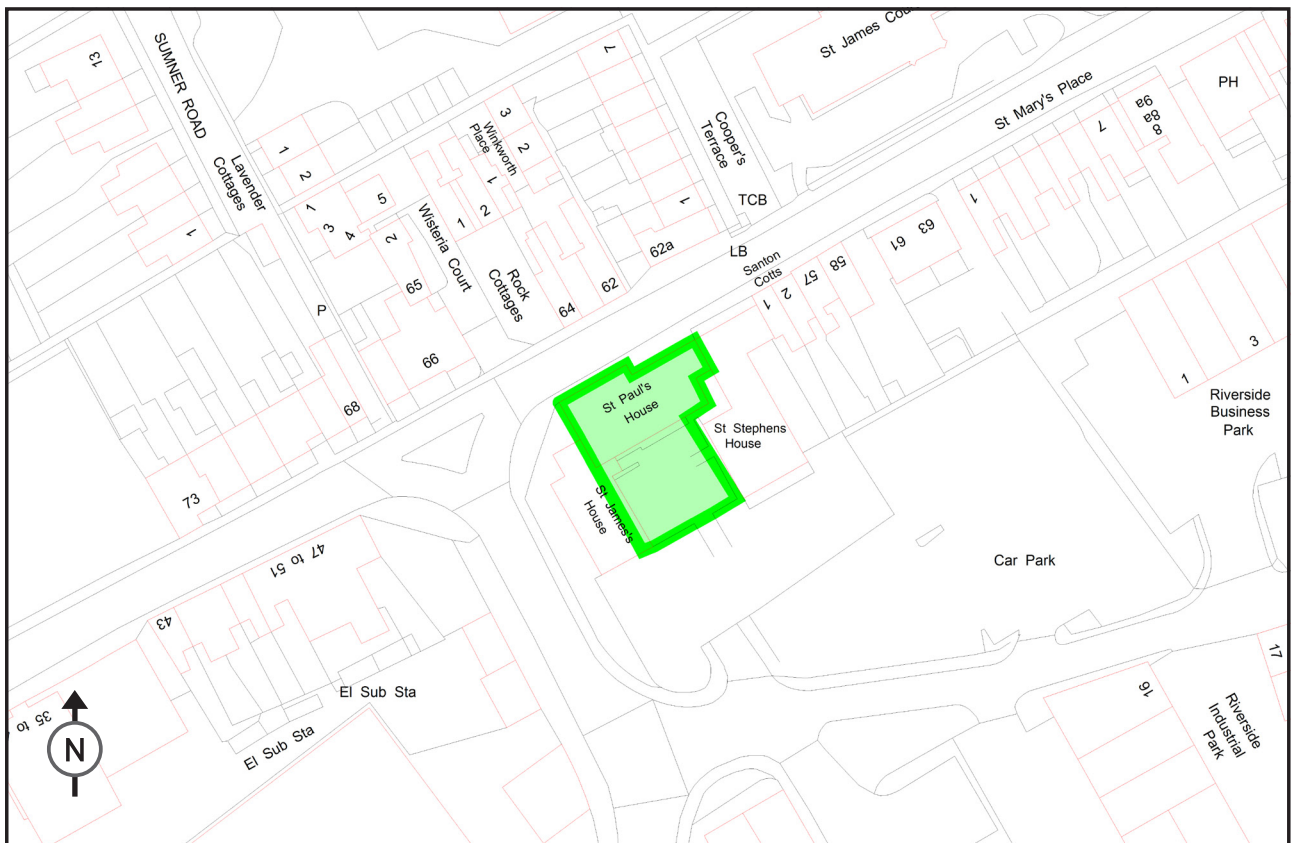 13
SUMNER ROAD
Lavender
Cottages
1
2
1
3
4
5
2
1
65
Wisteria Court
1
2
1
Winkworth
Place
3
2
7
Rock
Cottages
64
62
62a
1
Cooper's
Terrace
TCB
LB
St James Cou
St Mary's Place
PH
9a
8a
8
7
1
63
61
58
57
2
1
Santon
Cotts
P
66
68
73
St Paul's
House
St Stephens
House
St James's
House
1
3
Riverside
Business
Park
Car Park
47 to 51
43
35 to
El Sub Sta
El Sub Sta
N
16
17
Riverside
Industrial
Park